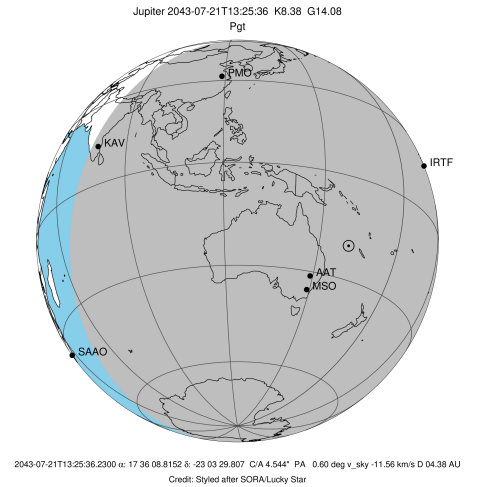 Jupiter 2043-07-21T13:25:36 K8.38 G14.08
Pgt
PMO
KAV
IRTF
AAT
MSO
SAAO
2043-07-21T13:25:36.2300 α: 17 36 08.8152 δ: -23 03 29.807 C/A 4.544" PA 0.60 deg v_sky -11.56 km/s D 04.38 AU
Credit: Styled after SORA/Lucky Star